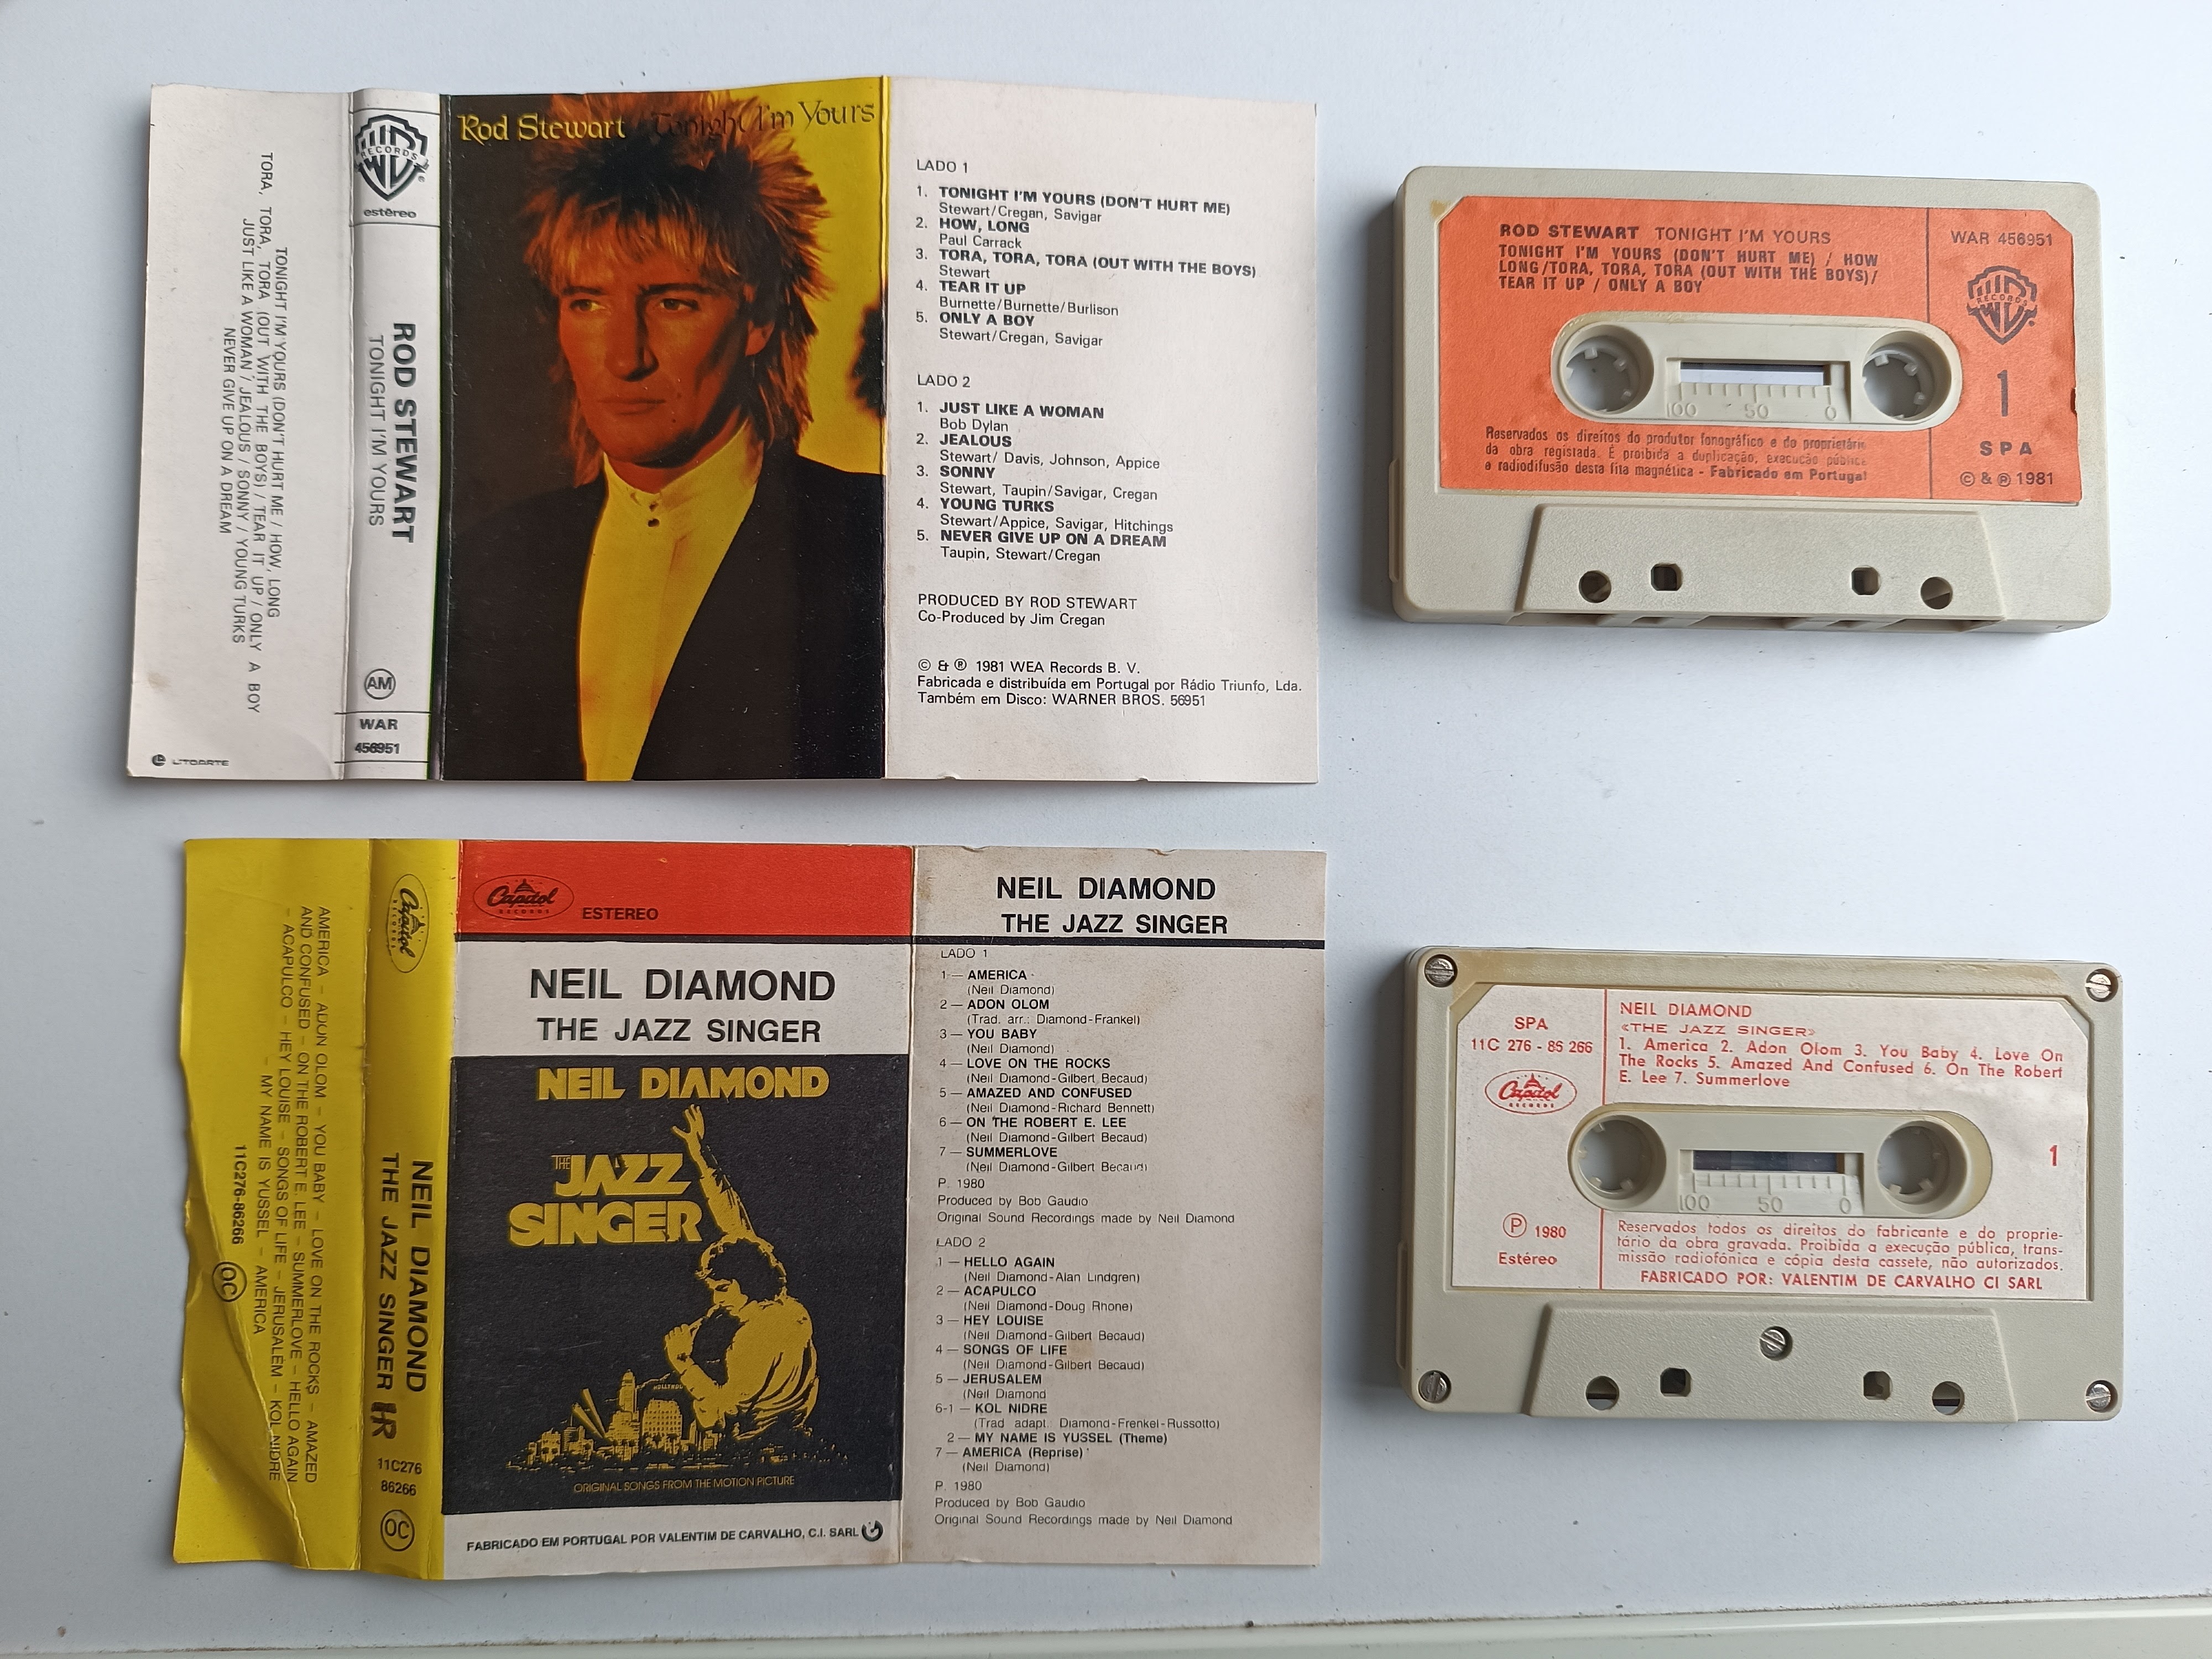 TONIGHT I'M YOURS (DON'T HURT ME / HOW, LONG
TORA, TORA, TORA (OUT WITH THE BOYS) / TEAR IT UP / ONLY A BOY
JUST LIKE A WOMAN / JEALOUS / SONNY / YOUNG TURKS
NEVER GIVE UP ON A DREAM
LITOARTE
RECORDS
estéreo
ROD STEWART
TONIGHT I'M YOURS
AM
WAR
456951
Rod Stewart / Tonight I'm Yours
LADO 1
1. TONIGHT I'M YOURS (DON'T HURT ME)
Stewart/Cregan, Savigar
2. HOW, LONG
Paul Carrack
3. TORA, TORA, TORA (OUT WITH THE BOYS)
Stewart
4. TEAR IT UP
Burnette/Burnette/Burlison
5. ONLY A BOY
Stewart/Cregan, Savigar
LADO 2
1. JUST LIKE A WOMAN
Bob Dylan
2. JEALOUS
Stewart/ Davis, Johnson, Appice
3. SONNY
Stewart, Taupin/Savigar, Cregan
4. YOUNG TURKS
Stewart/Appice, Savigar, Hitchings
5. NEVER GIVE UP ON A DREAM
Taupin, Stewart/Cregan
PRODUCED BY ROD STEWART
Co-Produced by Jim Cregan
© & ℗ 1981 WEA Records B. V.
Fabricada e distribuída em Portugal por Rádio Triunfo, Lda.
Também em Disco: WARNER BROS. 56951
ROD STEWART TONIGHT I'M YOURS
TONIGHT I'M YOURS (DON'T HURT ME) / HOW
LONG/TORA, TORA, TORA (OUT WITH THE BOYS)/
TEAR IT UP / ONLY A BOY
WAR 456951
RECORDS
1
SPA
© & ℗ 1981
100 50 0
Reservados os direitos do produtor fonográfico e do proprietário
da obra registada. É proibida a duplicação, execução pública
e radiodifusão desta fita magnética - Fabricado em Portugal
AMERICA – ADON OLOM – YOU BABY – LOVE ON THE ROCKS – AMAZED
AND CONFUSED – ON THE ROBERT E. LEE – SUMMERLOVE – HELLO AGAIN
– ACAPULCO – HEY LOUISE – SONGS OF LIFE – JERUSALEM – KOL NIDRE
– MY NAME IS YUSSEL – AMERICA
11C276-86266
OC
Capitol
RECORDS
NEIL DIAMOND
THE JAZZ SINGER
11C276
86266
OC
Capitol
RECORDS
ESTEREO
NEIL DIAMOND
THE JAZZ SINGER
NEIL DIAMOND
THE JAZZ
SINGER
ORIGINAL SONGS FROM THE MOTION PICTURE
FABRICADO EM PORTUGAL POR VALENTIM DE CARVALHO, C.I. SARL
NEIL DIAMOND
THE JAZZ SINGER
LADO 1
1 — AMERICA
(Neil Diamond)
2 — ADON OLOM
(Trad. arr.: Diamond-Frankel)
3 — YOU BABY
(Neil Diamond)
4 — LOVE ON THE ROCKS
(Neil Diamond-Gilbert Becaud)
5 — AMAZED AND CONFUSED
(Neil Diamond-Richard Bennett)
6 — ON THE ROBERT E. LEE
(Neil Diamond-Gilbert Becaud)
7 — SUMMERLOVE
(Neil Diamond-Gilbert Becaud)
P. 1980
Produced by Bob Gaudio
Original Sound Recordings made by Neil Diamond
LADO 2
1 — HELLO AGAIN
(Neil Diamond-Alan Lindgren)
2 — ACAPULCO
(Neil Diamond-Doug Rhone)
3 — HEY LOUISE
(Neil Diamond-Gilbert Becaud)
4 — SONGS OF LIFE
(Neil Diamond-Gilbert Becaud)
5 — JERUSALEM
(Neil Diamond
6-1 — KOL NIDRE
(Trad adapt. Diamond-Frenkel-Russotto)
2 — MY NAME IS YUSSEL (Theme)
7 — AMERICA (Reprise)
(Neil Diamond)
P. 1980
Produced by Bob Gaudio
Original Sound Recordings made by Neil Diamond
SPA
11C 276 - 86 266
Capitol
RECORDS
℗ 1980
Estéreo
NEIL DIAMOND
«THE JAZZ SINGER»
1. America 2. Adon Olom 3. You Baby 4. Love On
The Rocks 5. Amazed And Confused 6. On The Robert
E. Lee 7. Summerlove
1
100 50 0
Reservados todos os direitos do fabricante e do proprie-
tário da obra gravada. Proibida a execução pública, trans-
missão radiofónica e cópia desta cassete, não autorizados.
FABRICADO POR: VALENTIM DE CARVALHO CI SARL